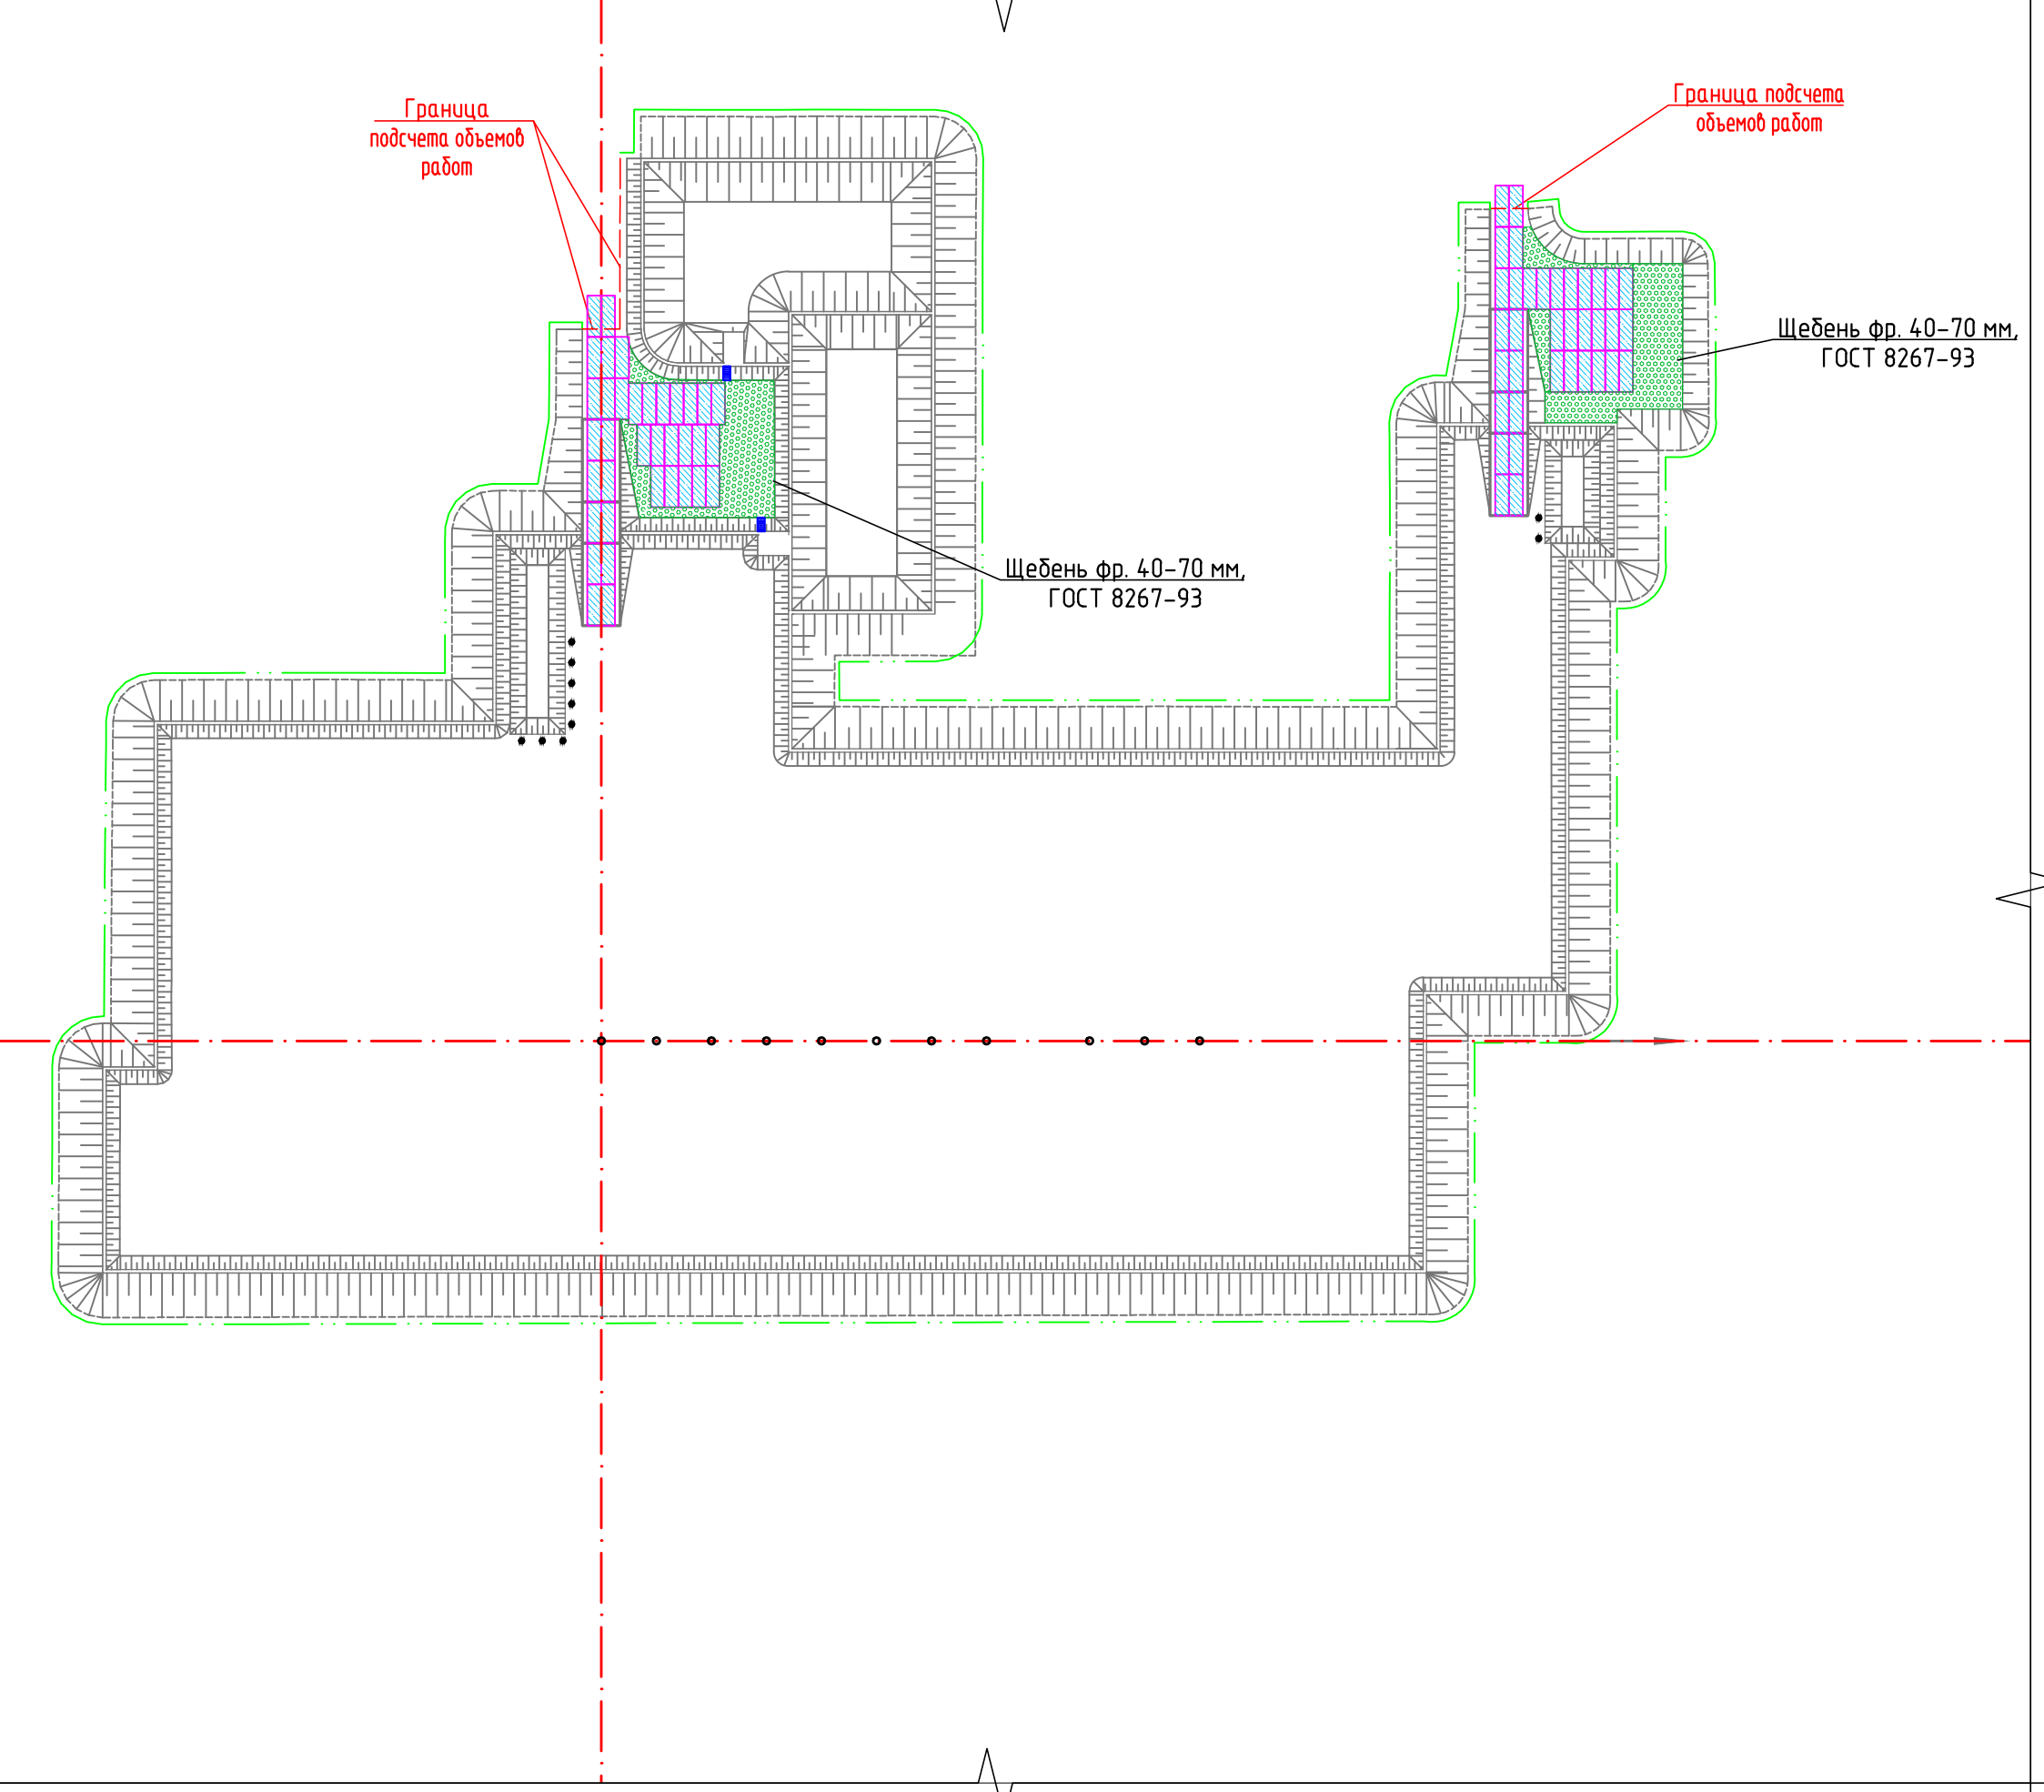 Граница
подсчета объемов
работ
Граница подсчета
объемов работ
Щебень фр. 40-70 мм,
ГОСТ 8267-93
Щебень фр. 40-70 мм,
ГОСТ 8267-93